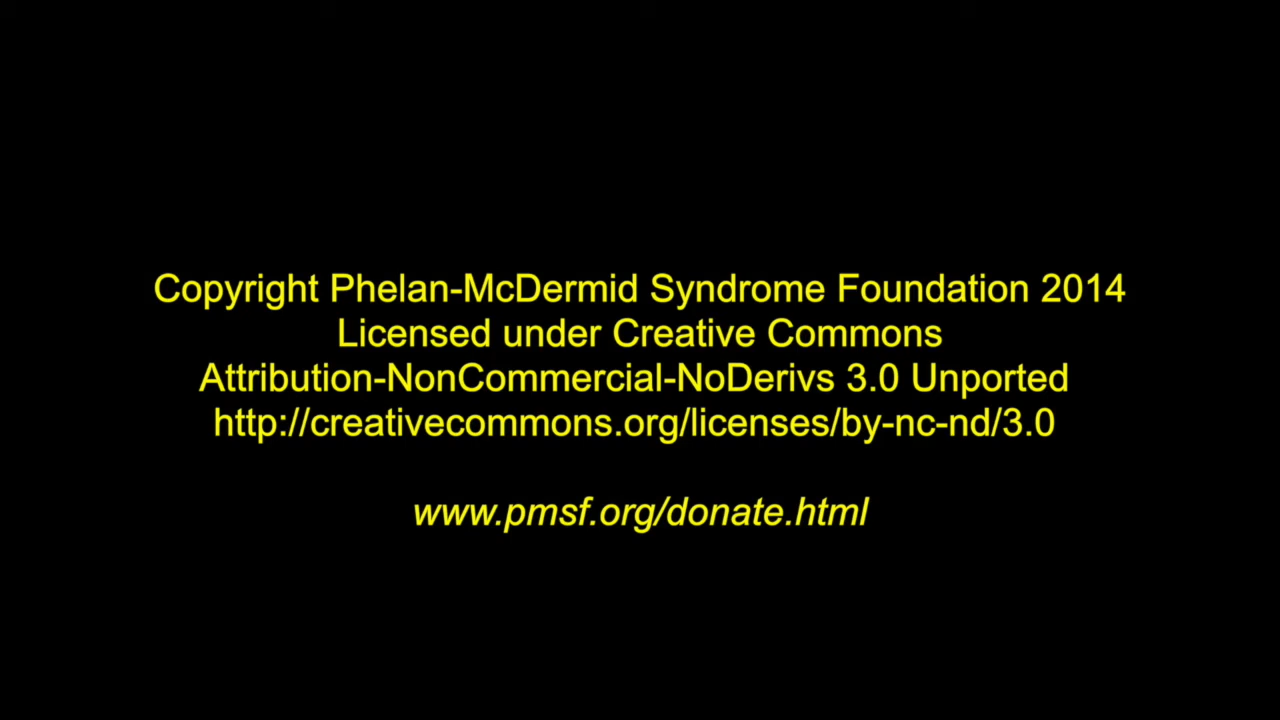 Copyright Phelan-McDermid Syndrome Foundation 2014
Licensed under Creative Commons
Attribution-NonCommercial-NoDerivs 3.0 Unported
http://creativecommons.org/licenses/by-nc-nd/3.0
www.pmsf.org/donate.html